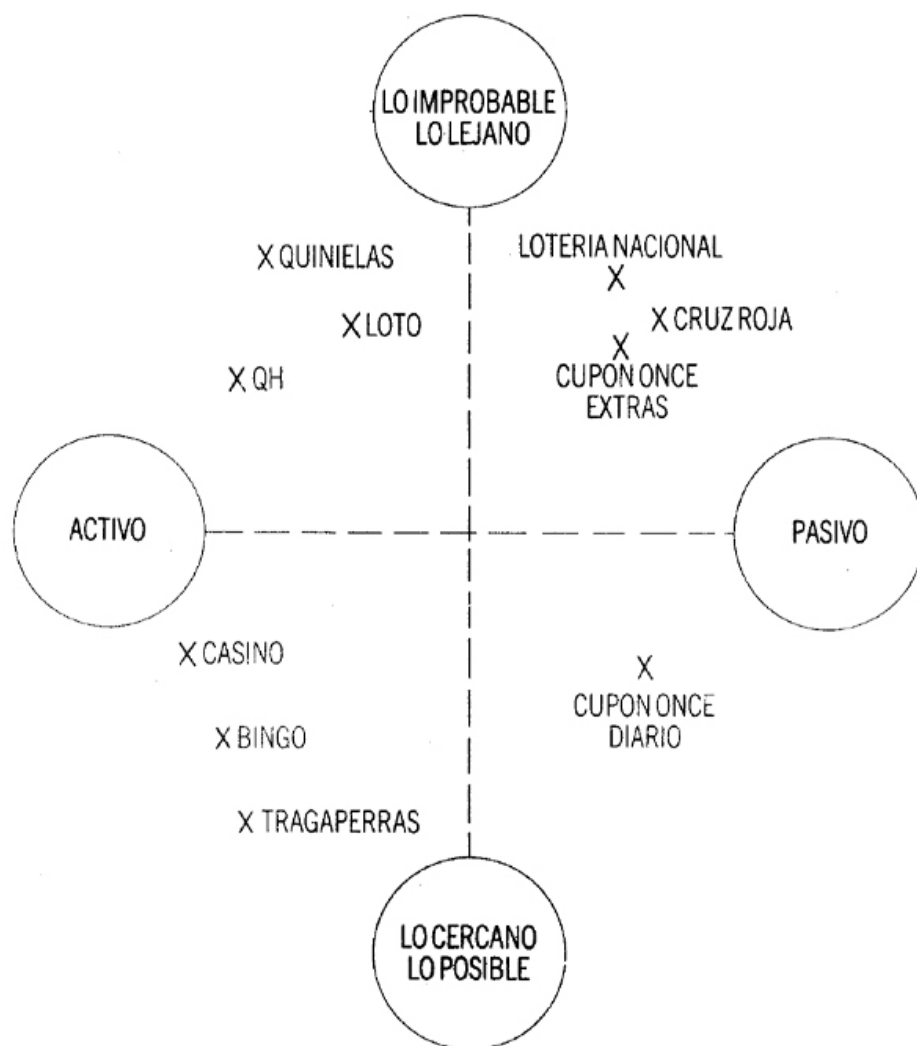 LO IMPROBABLE
LO LEJANO
X QUINIELAS
LOTERIA NACIONAL
X
X LOTO
X CRUZ ROJA
X
X QH
CUPON ONCE
EXTRAS
ACTIVO
PASIVO
X CASINO
X
CUPON ONCE
DIARIO
X BINGO
X TRAGAPERRAS
LO CERCANO
LO POSIBLE